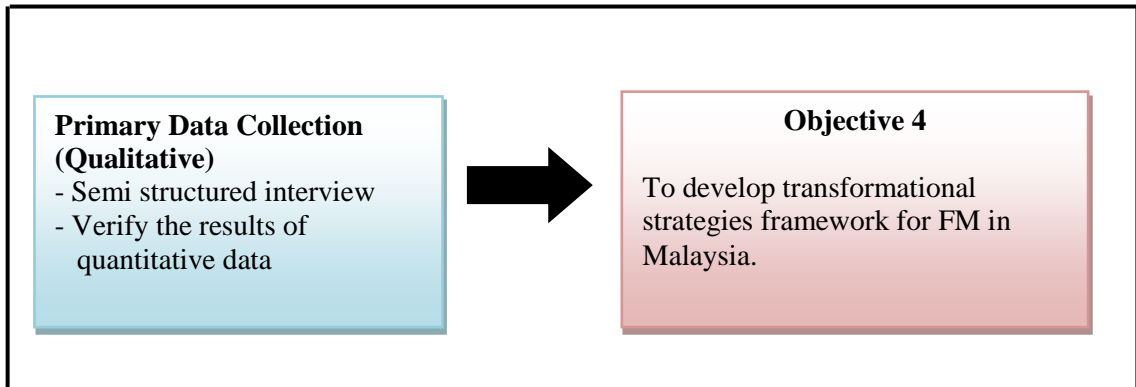 Primary Data Collection
(Qualitative)
- Semi structured interview
- Verify the results of
quantitative data
Objective 4
To develop transformational
strategies framework for FM in
Malaysia.